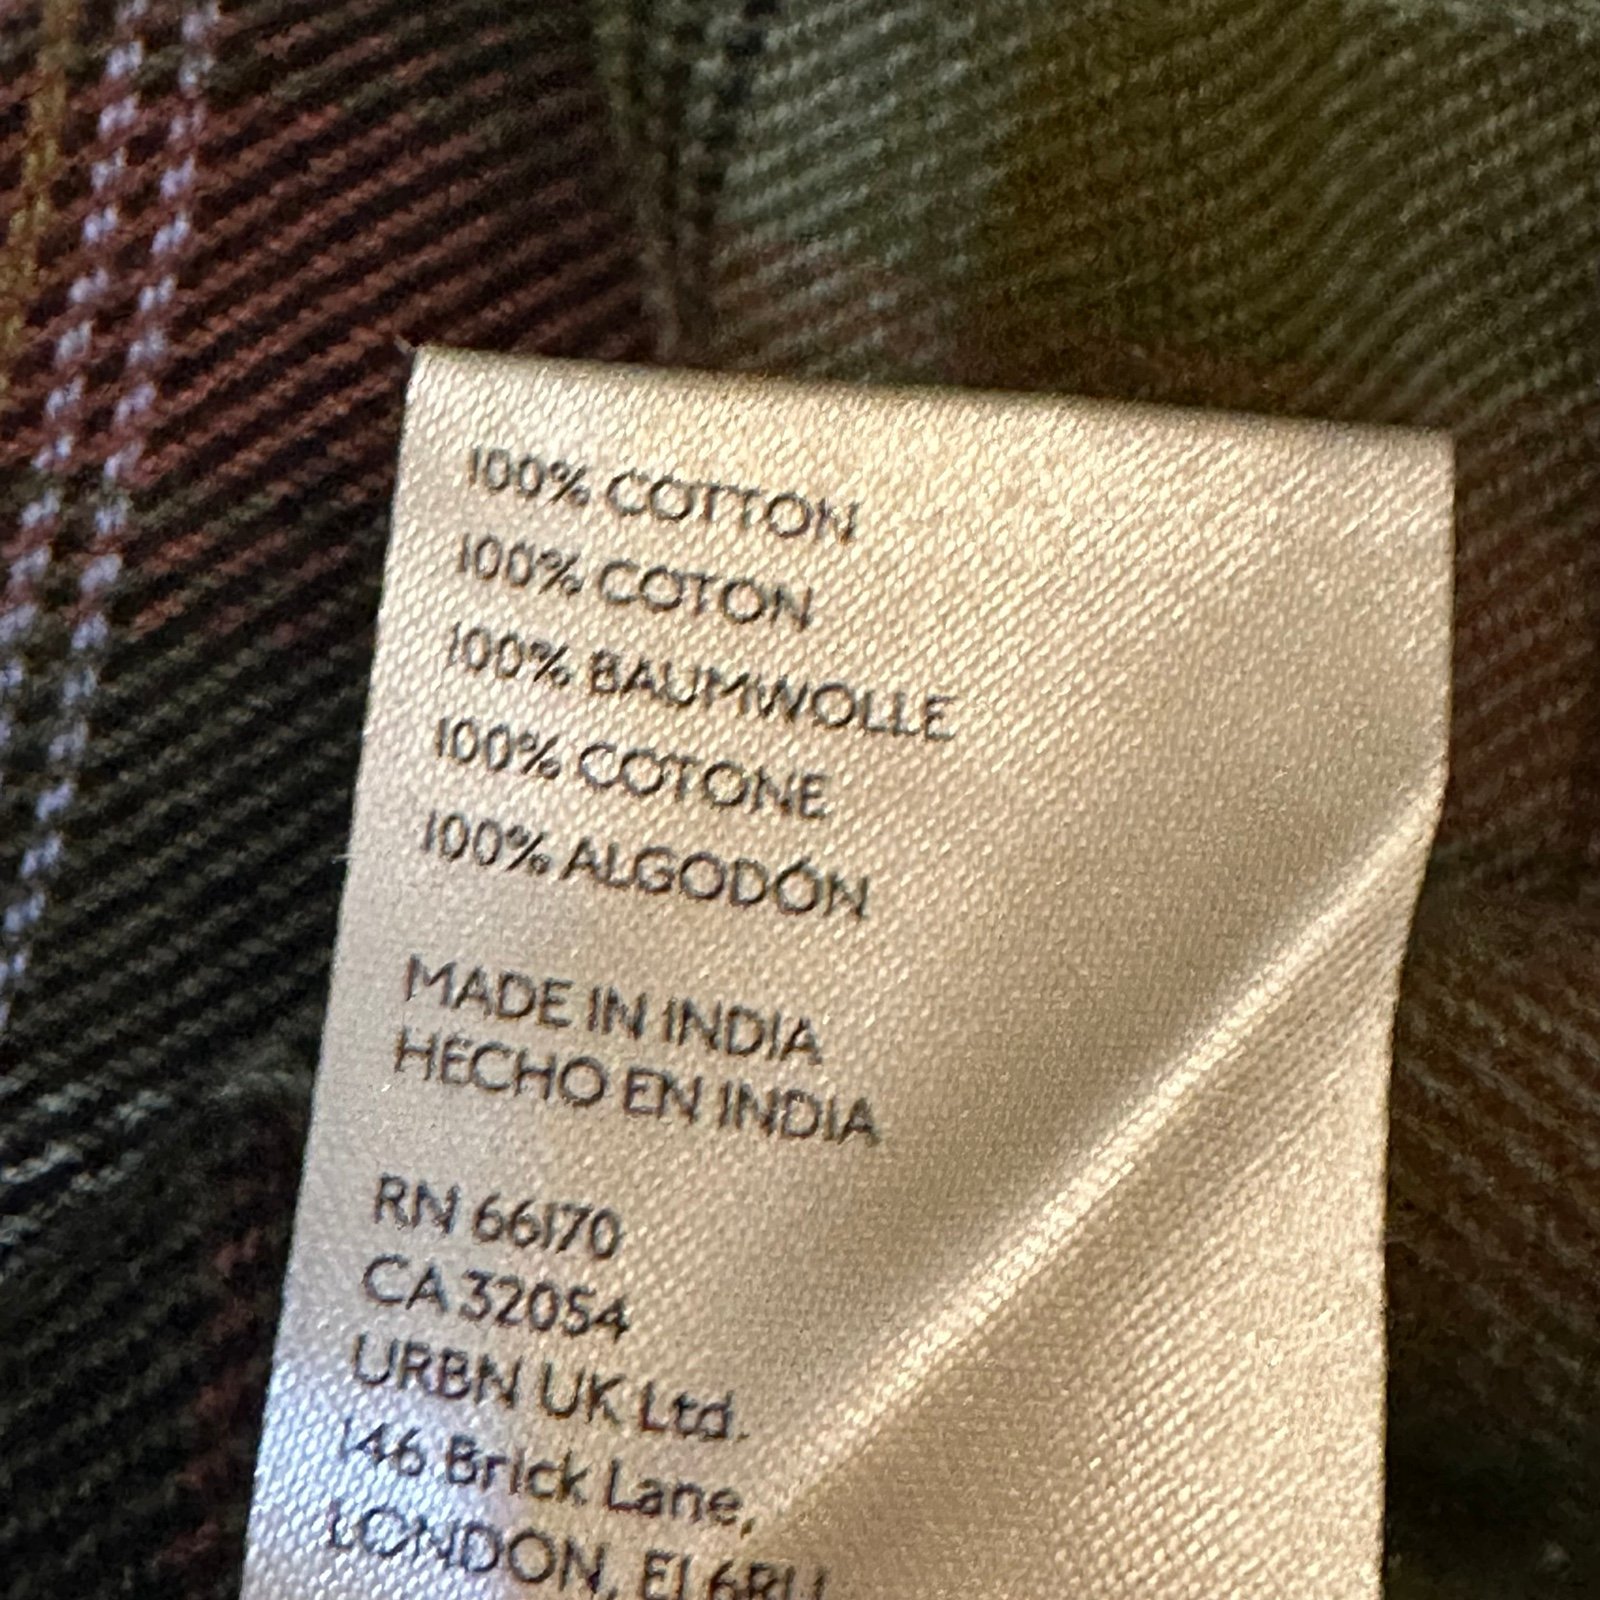 100% COTTON
100% COTON
100% BAUMWOLLE
100% COTONE
100% ALGODÓN
MADE IN INDIA
HECHO EN INDIA
RN 66170
CA 32054
URBN UK Ltd.
146 Brick Lane,
LONDON, E1 6RU